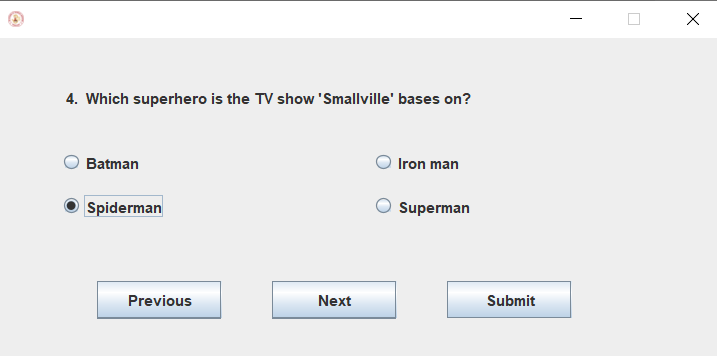 4. Which superhero is the TV show 'Smallville' bases on?
Batman
Iron man
Spiderman
Superman
Previous
Next
Submit